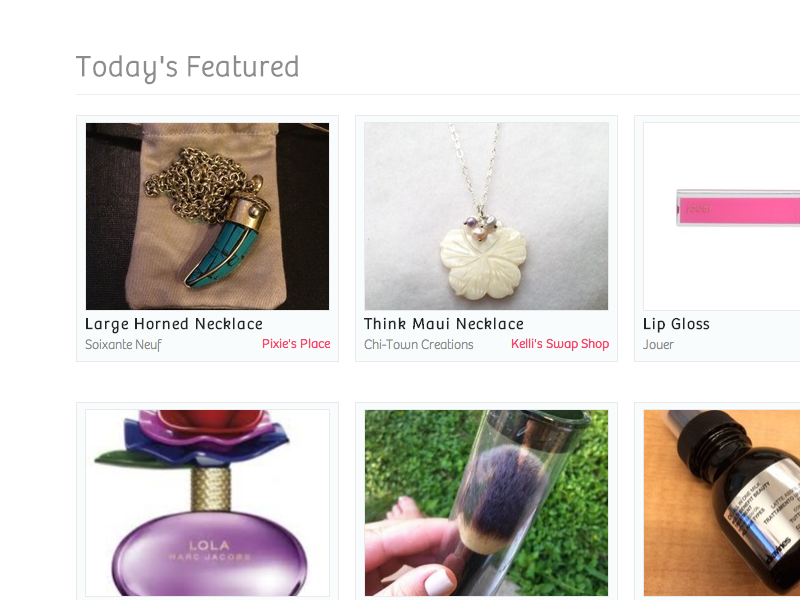 Today's Featured
Large Horned Necklace
Soixante Neuf
Pixie's Place
Think Maui Necklace
Chi-Town Creations
Kelli's Swap Shop
Lip Gloss
Jouer
LOLA
MARC JACOBS
davines